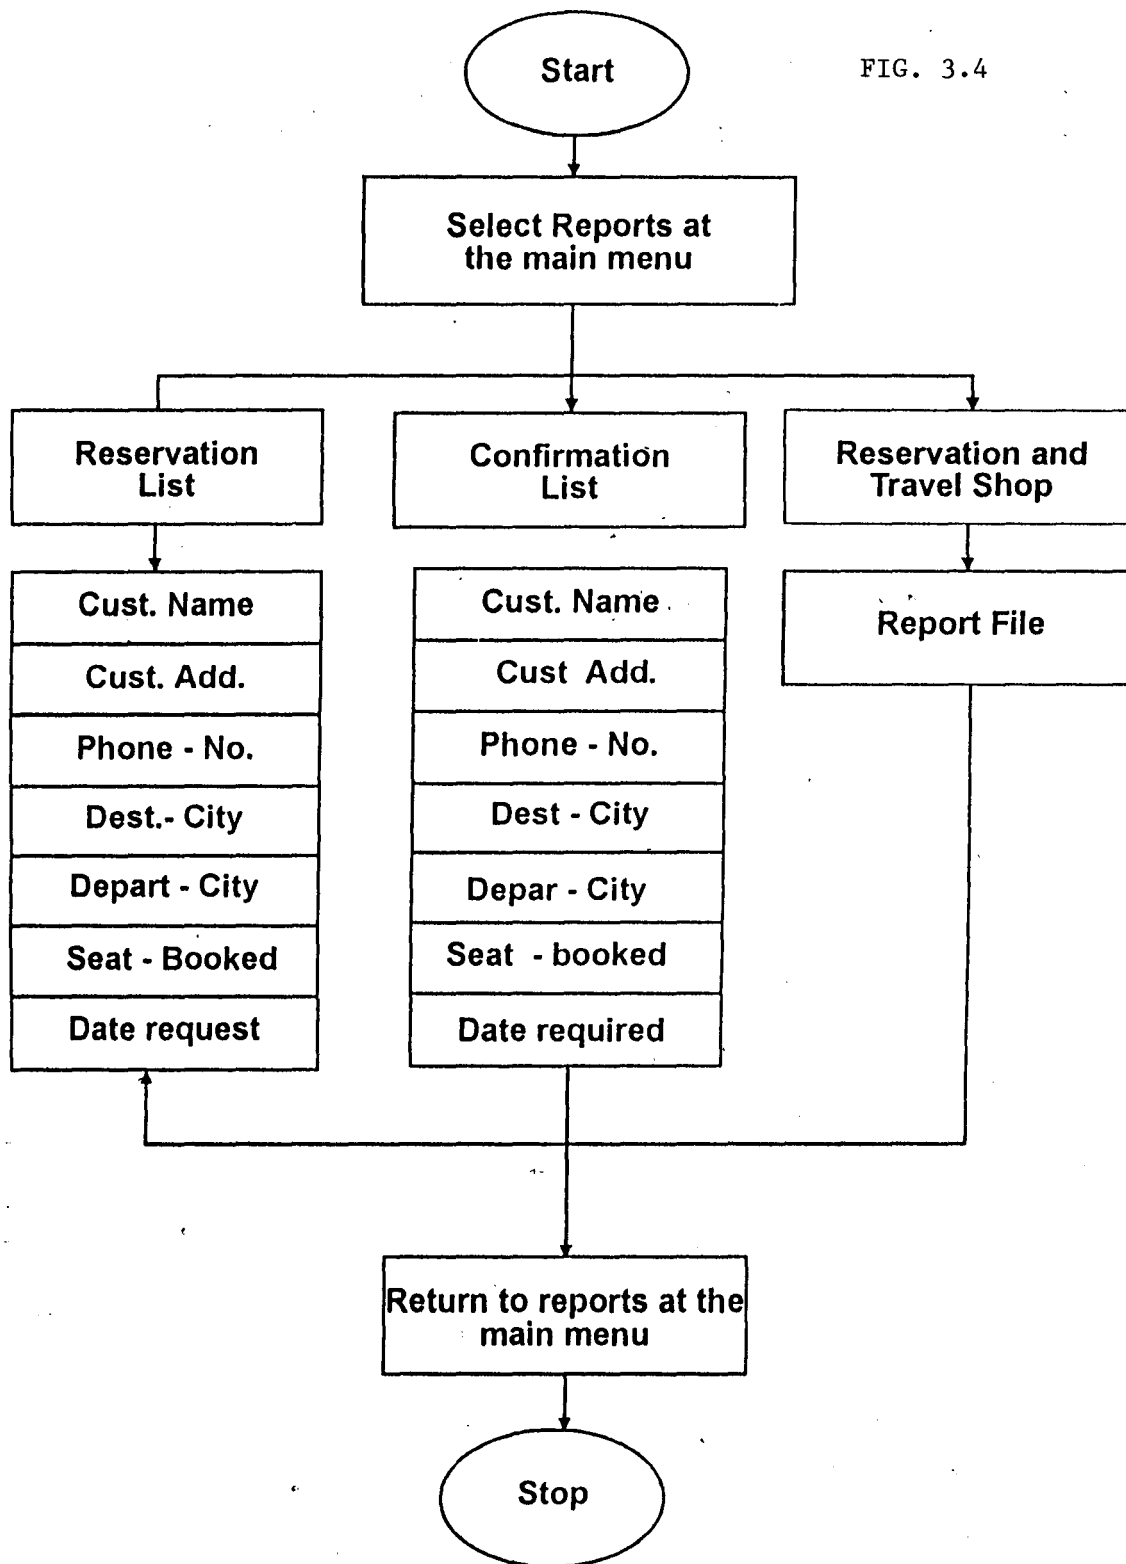 Start
FIG. 3.4
Select Reports at
the main menu
Reservation
List
Confirmation
List
Reservation and
Travel Shop
Cust. Name
Cust. Add.
Phone - No.
Dest.- City
Depart - City
Seat - Booked
Date request
Cust. Name
Cust Add.
Phone - No.
Dest - City
Depar - City
Seat - booked
Date required
Report File
Return to reports at the
main menu
Stop